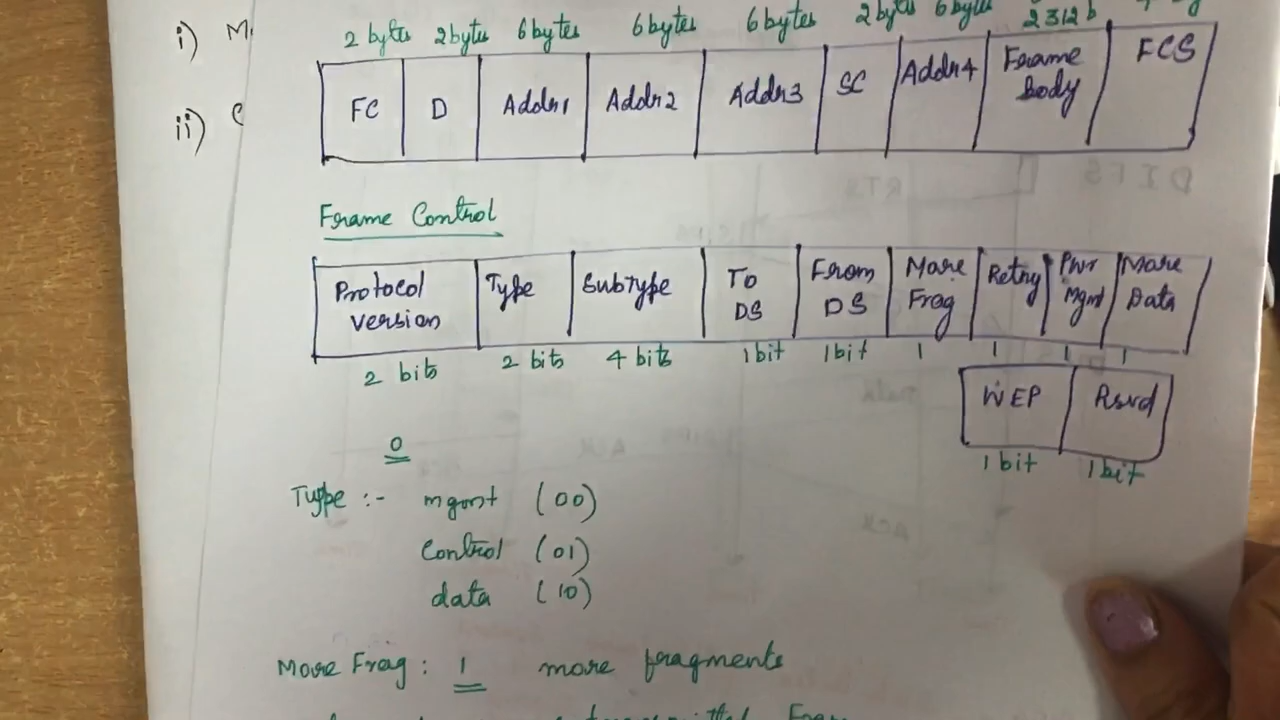 i)
ii)
2 bytes 2 bytes 6 bytes 6 bytes 6 bytes 2 bytes 6 bytes 2312 b
FC D Addr1 Addr2 Addr3 SC Addr4 Frame body FCS
Frame Control
Protocol version Type Subtype To DS From DS More Frag Retry Pwr Mgmt More Data
2 bits 2 bits 4 bits 1 bit 1 bit 1 1 1 1
WEP Rsvd
1 bit 1 bit
0
Type :- mgmt (00)
Control (01)
data (10)
More Frag : 1 more fragments